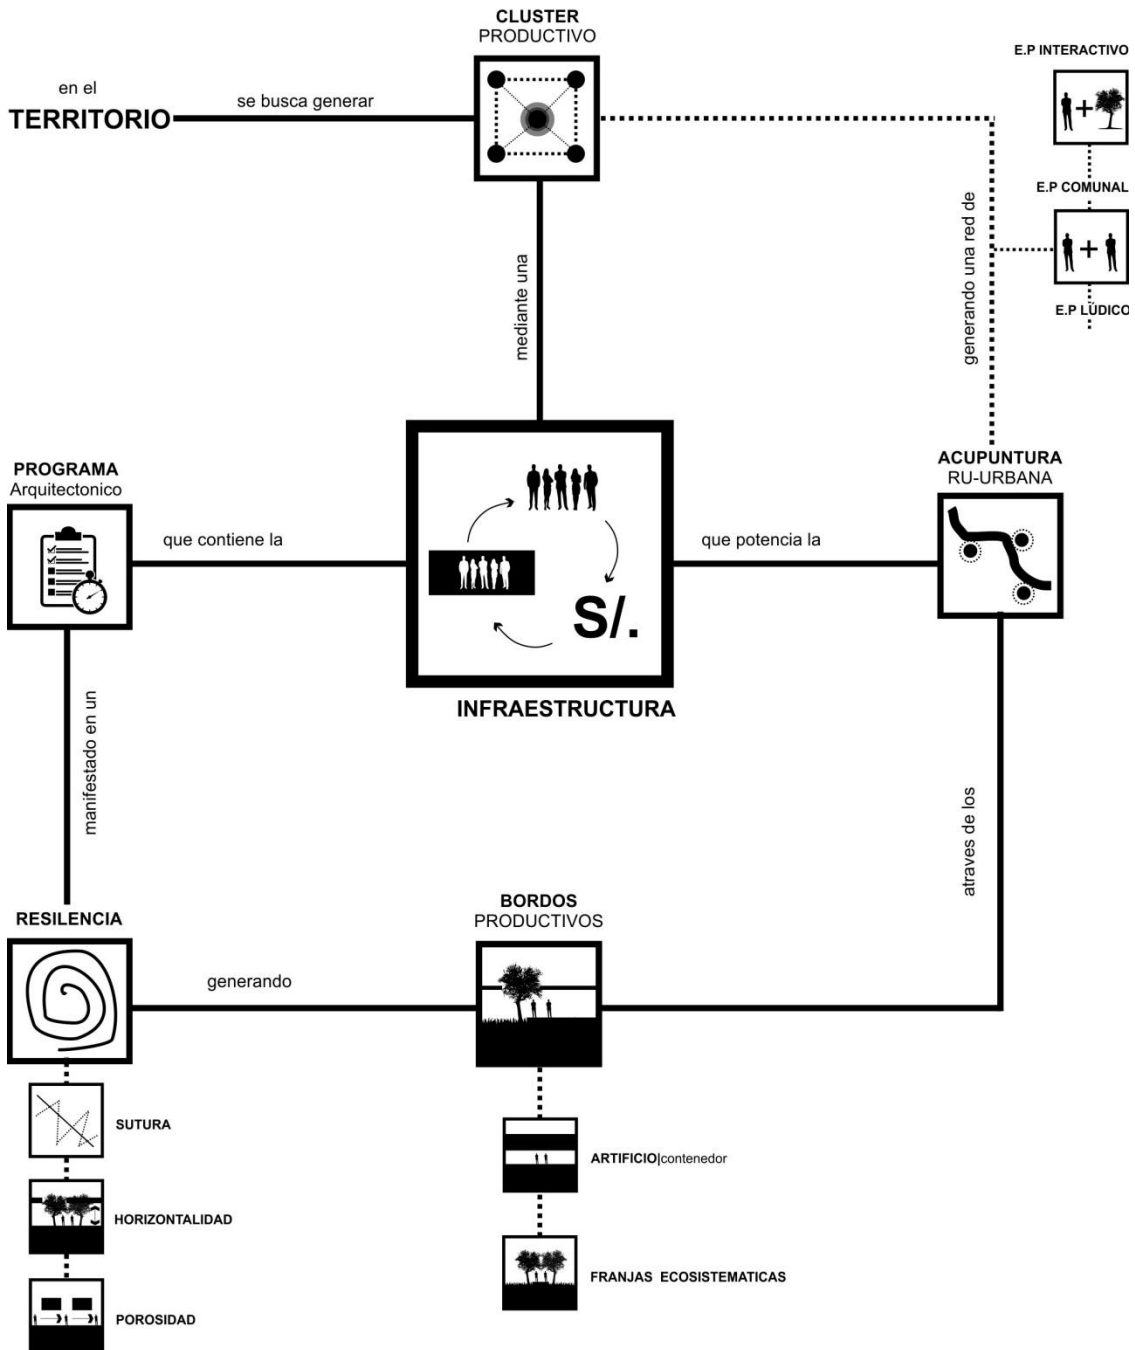 CLUSTER
PRODUCTIVO
E.P INTERACTIVO
en el
TERRITORIO
se busca generar
E.P COMUNAL
generando una red de
mediante una
E.P LÚDICO
PROGRAMA
Arquitectonico
ACUPUNTURA
RU-URBANA
que contiene la
que potencia la
S/.
INFRAESTRUCTURA
manifestado en un
atraves de los
RESILENCIA
BORDOS
PRODUCTIVOS
generando
SUTURA
ARTIFICIO|contenedor
HORIZONTALIDAD
FRANJAS ECOSISTEMATICAS
POROSIDAD